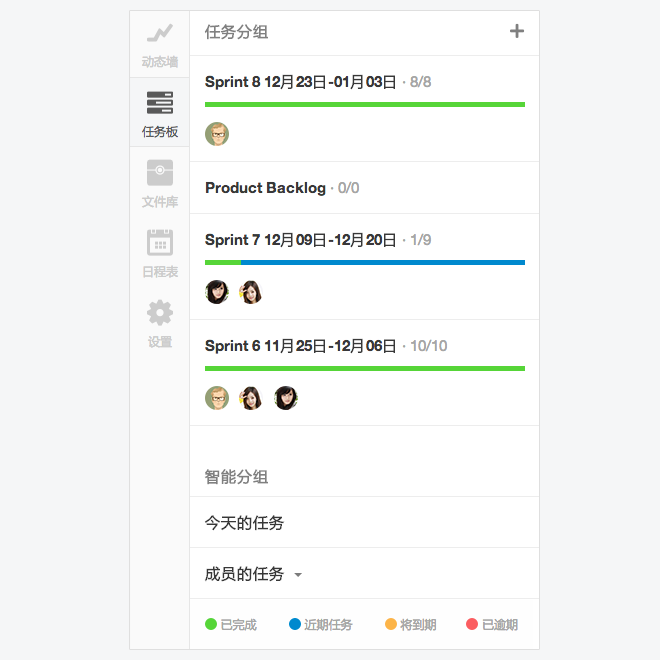 动态墙
任务板
文件库
日程表
设置
任务分组
Sprint 8 12月23日-01月03日 · 8/8
Product Backlog · 0/0
Sprint 7 12月09日-12月20日 · 1/9
Sprint 6 11月25日-12月06日 · 10/10
智能分组
今天的任务
成员的任务
已完成 近期任务 将到期 已逾期